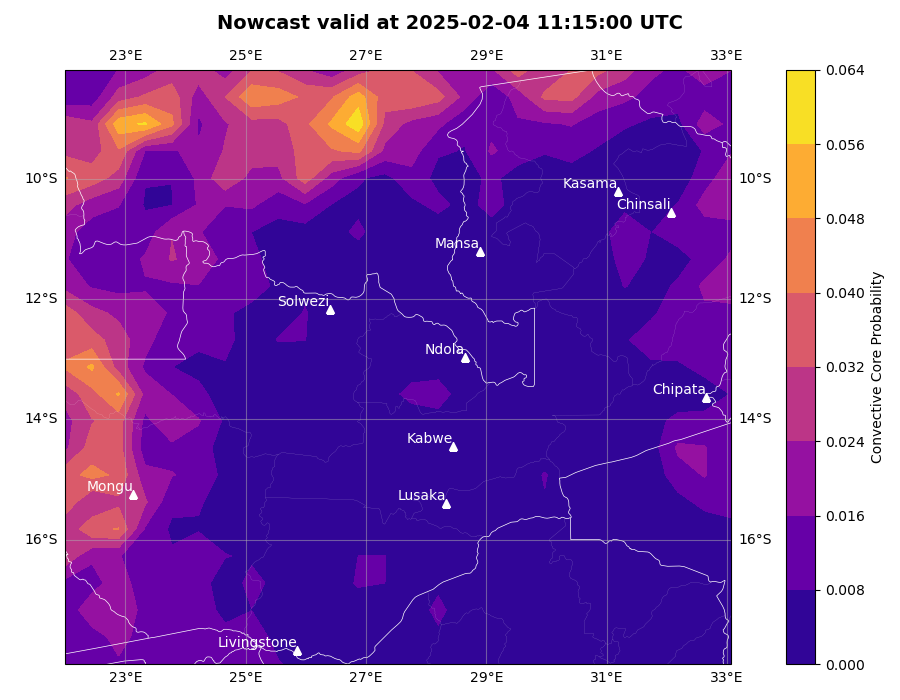 Nowcast valid at 2025-02-04 11:15:00 UTC
23°E 25°E 27°E 29°E 31°E 33°E
0.064
0.056
10°S 10°S
Kasama
Chinsali
0.048
Mansa
0.040
12°S 12°S
Solwezi
Ndola
0.032
Chipata
14°S 14°S
Kabwe
0.024
Mongu
Lusaka
0.016
16°S 16°S
0.008
Livingstone
0.000
Convective Core Probability
23°E 25°E 27°E 29°E 31°E 33°E